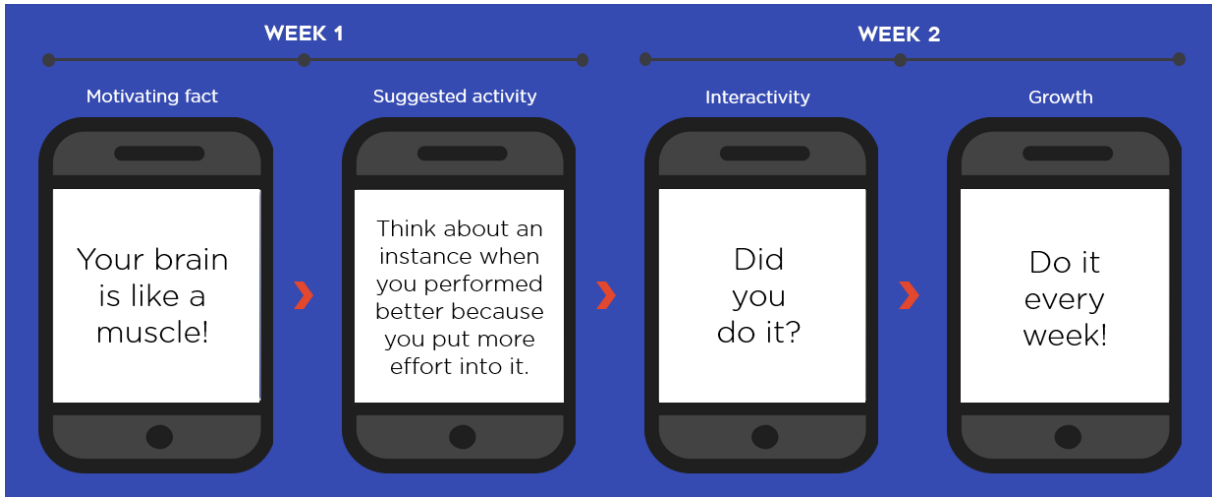 WEEK 1
WEEK 2
Motivating fact
Suggested activity
Interactivity
Growth
Your brain
is like a
muscle!
Think about an
instance when
you performed
better because
you put more
effort into it.
Did
you
do it?
Do it
every
week!